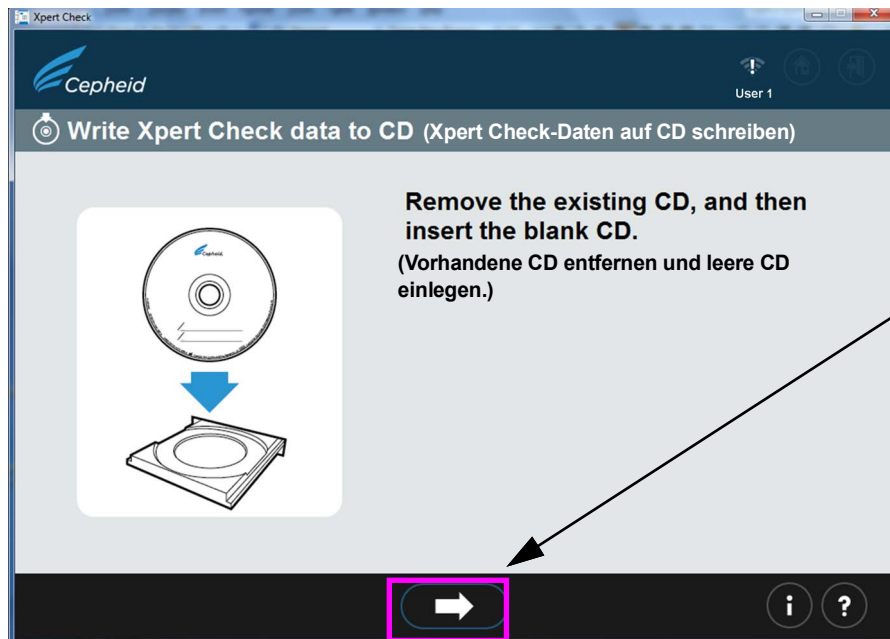 Xpert Check
Cepheid
User 1
Write Xpert Check data to CD (Xpert Check-Daten auf CD schreiben)
Remove the existing CD, and then
insert the blank CD.
(Vorhandene CD entfernen und leere CD
einlegen.)
Cepheid
i ?